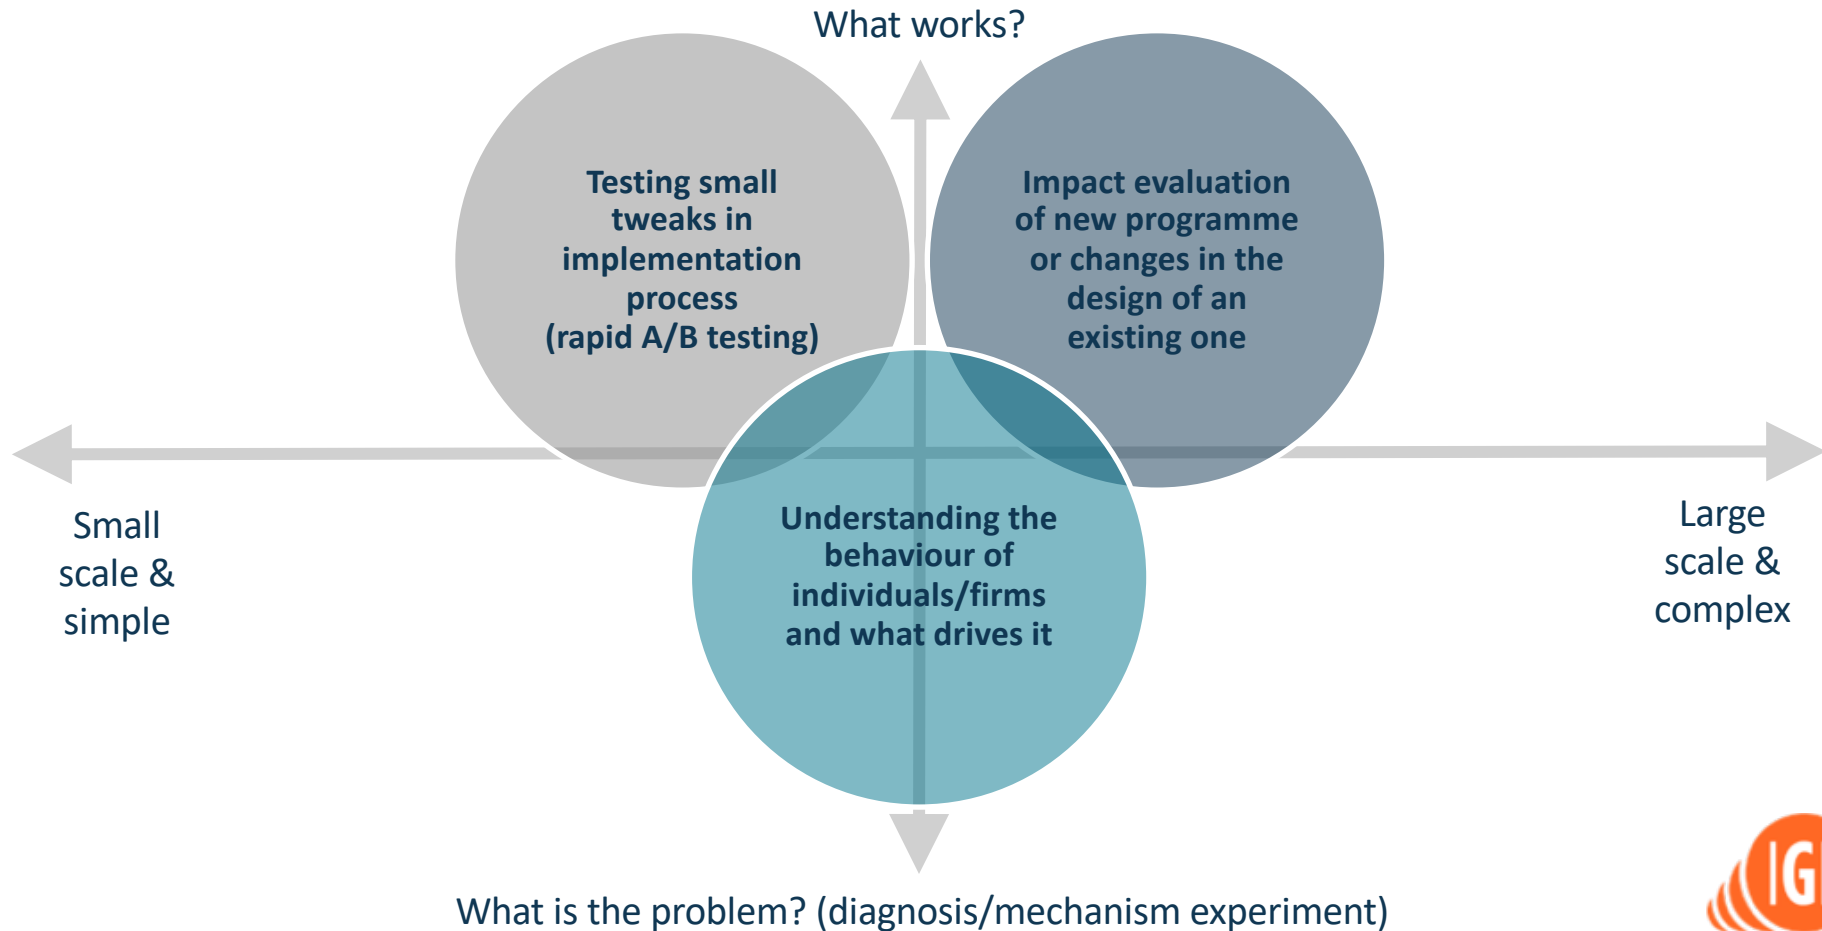 What works?
Testing small
tweaks in
implementation
process
(rapid A/B testing)
Impact evaluation
of new programme
or changes in the
design of an
existing one
Understanding the
behaviour of
individuals/firms
and what drives it
Small
scale &
simple
Large
scale &
complex
What is the problem? (diagnosis/mechanism experiment)